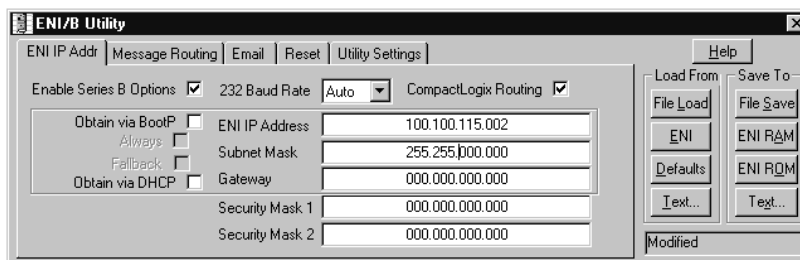 ENI/B Utility
ENI IP Addr Message Routing Email Reset Utility Settings Help
Enable Series B Options 232 Baud Rate Auto CompactLogix Routing Load From Save To
Obtain via BootP ENI IP Address 100.100.115.002 File Load File Save
Always
Subnet Mask 255.255.000.000 ENI ENI RAM
Fallback
Obtain via DHCP Gateway 000.000.000.000 Defaults ENI ROM
Security Mask 1 000.000.000.000 Text... Text...
Security Mask 2 000.000.000.000 Modified